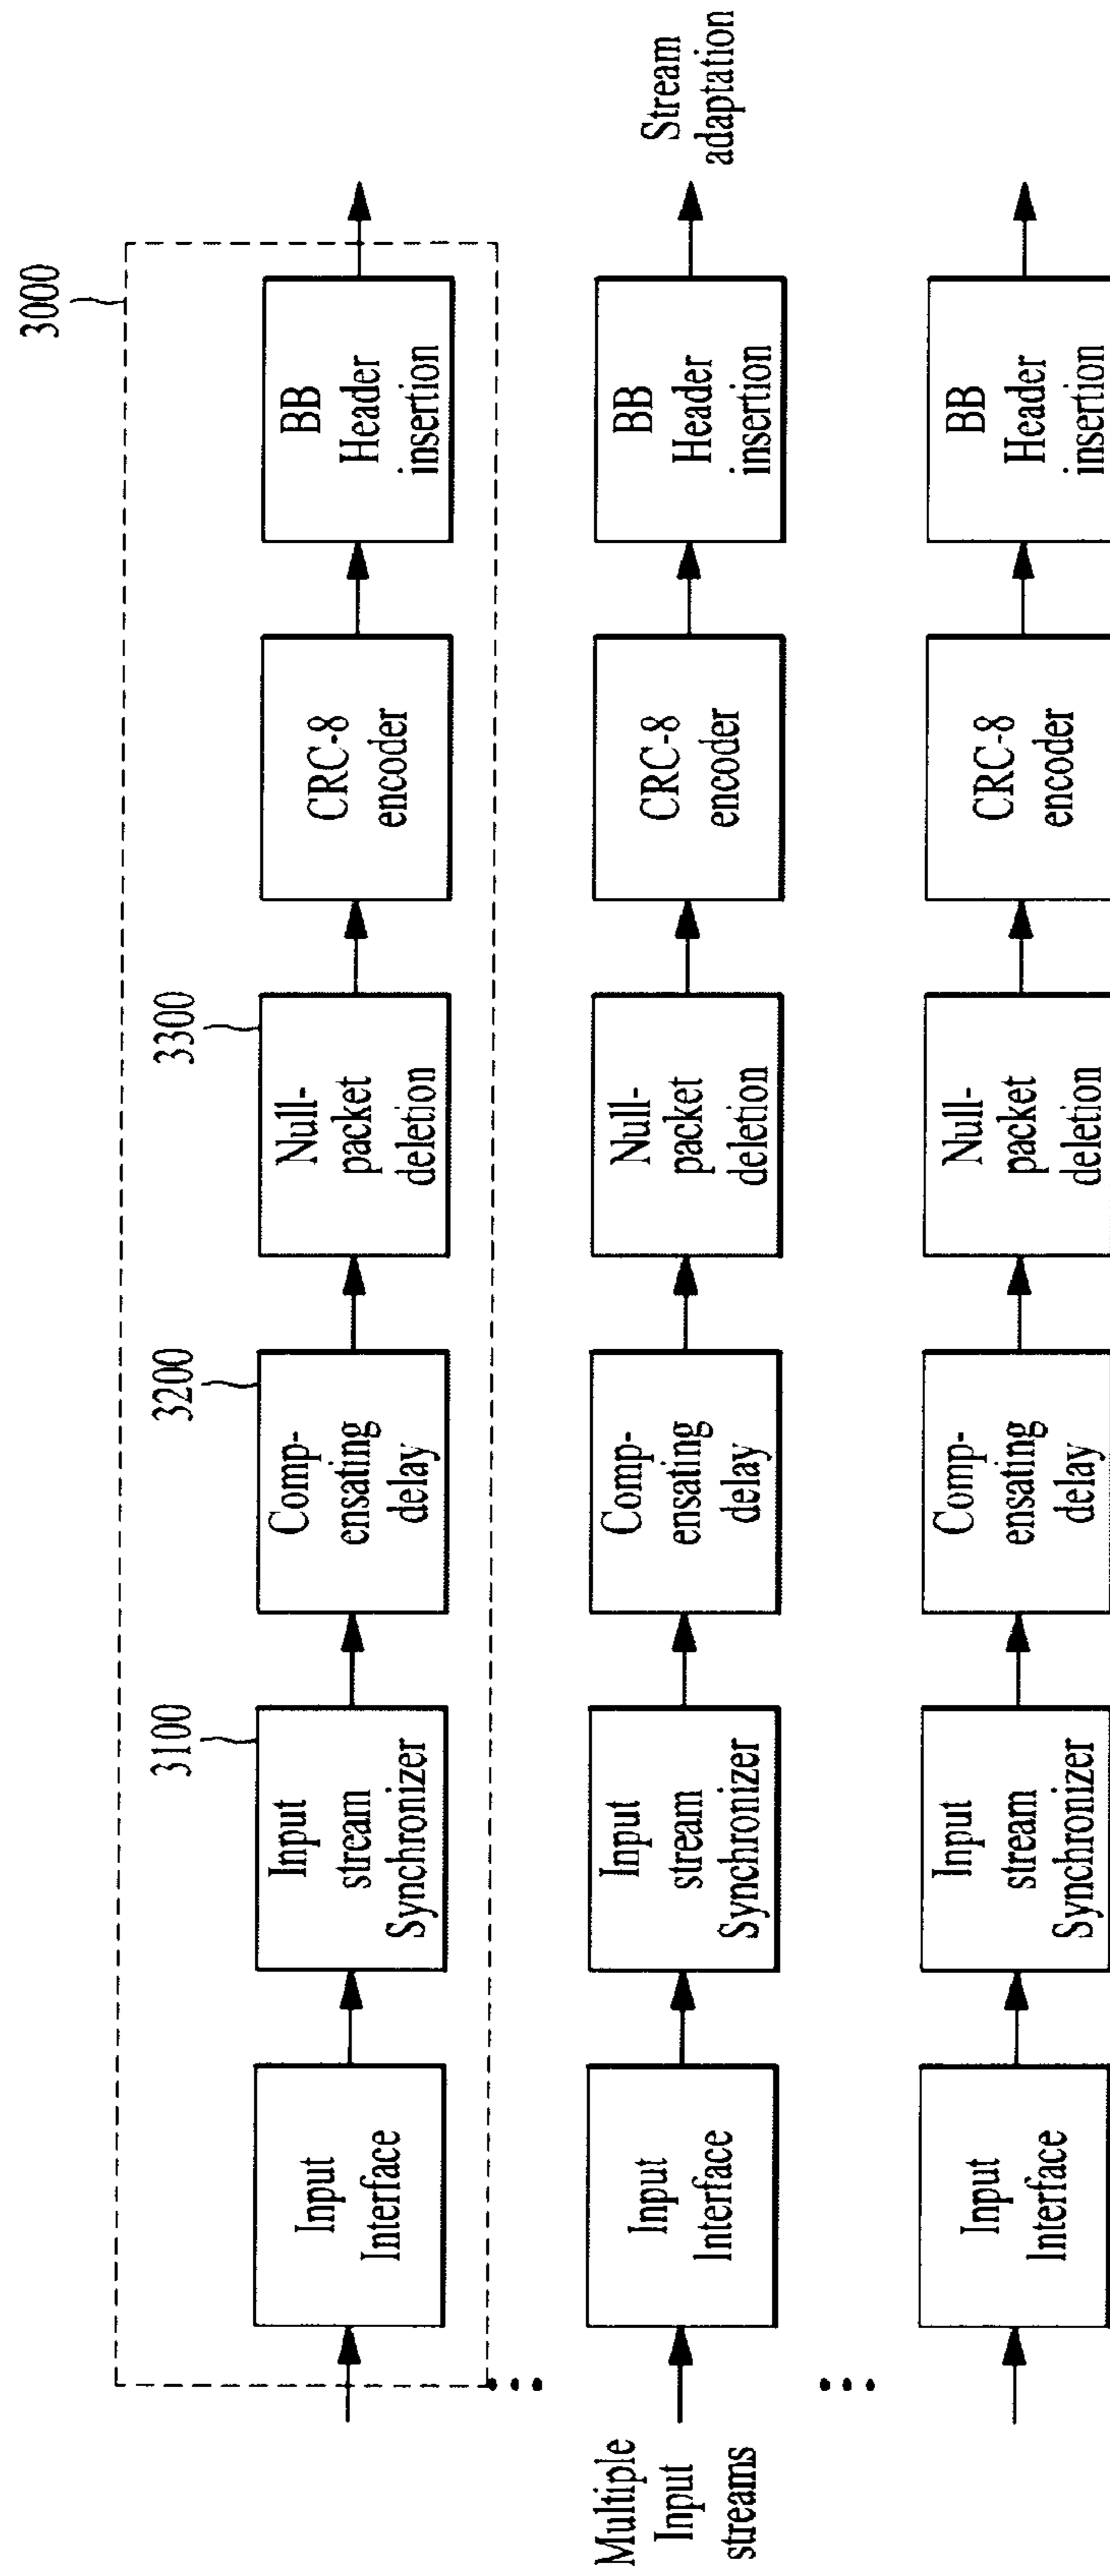 3000
3100
3200
3300
Input
Interface
Input
stream
Synchronizer
Comp-
ensating
delay
Null-
packet
deletion
CRC-8
encoder
BB
Header
insertion
Multiple
Input
streams
Input
Interface
Input
stream
Synchronizer
Comp-
ensating
delay
Null-
packet
deletion
CRC-8
encoder
BB
Header
insertion
Stream
adaptation
Input
Interface
Input
stream
Synchronizer
Comp-
ensating
delay
Null-
packet
deletion
CRC-8
encoder
BB
Header
insertion